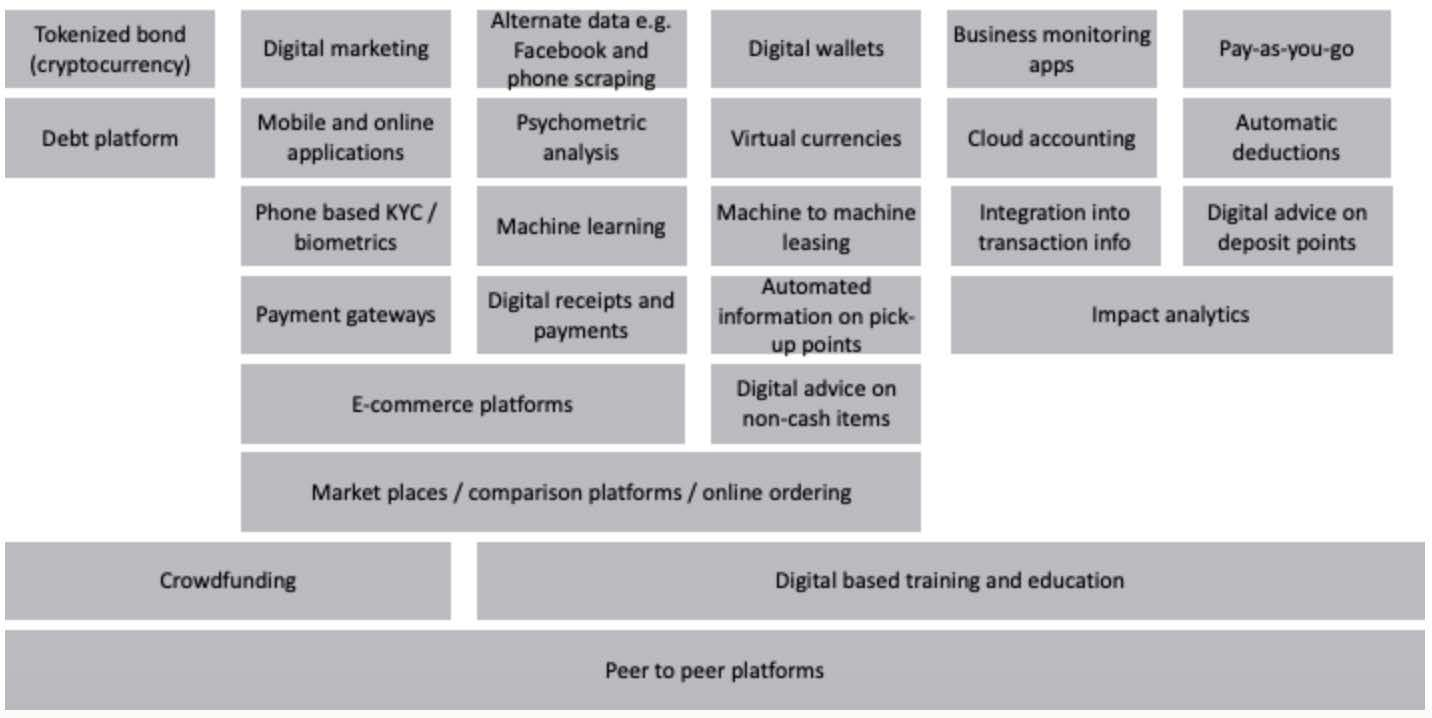 Tokenized bond
(cryptocurrency)
Digital marketing
Alternate data e.g.
Facebook and
phone scraping
Digital wallets
Business monitoring
apps
Pay-as-you-go
Debt platform
Mobile and online
applications
Psychometric
analysis
Virtual currencies
Cloud accounting
Automatic
deductions
Phone based KYC /
biometrics
Machine learning
Machine to machine
leasing
Integration into
transaction info
Digital advice on
deposit points
Payment gateways
Digital receipts and
payments
Automated
information on pick-
up points
Impact analytics
E-commerce platforms
Digital advice on
non-cash items
Market places / comparison platforms / online ordering
Crowdfunding
Digital based training and education
Peer to peer platforms